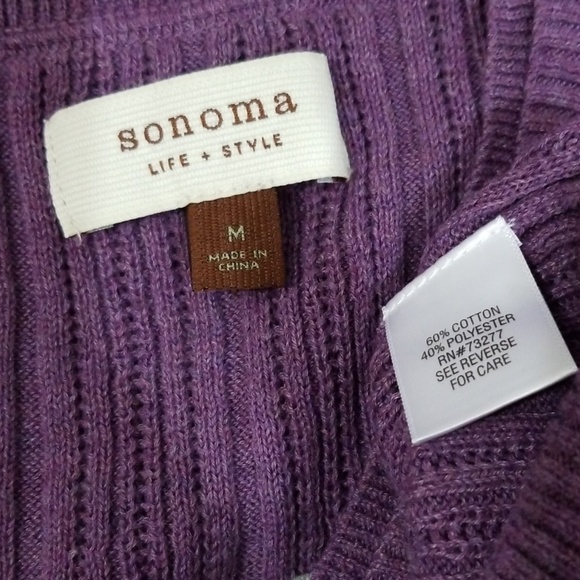 sonoma
LIFE + STYLE
M
MADE IN
CHINA
60% COTTON
40% POLYESTER
RN#73277
SEE REVERSE
FOR CARE